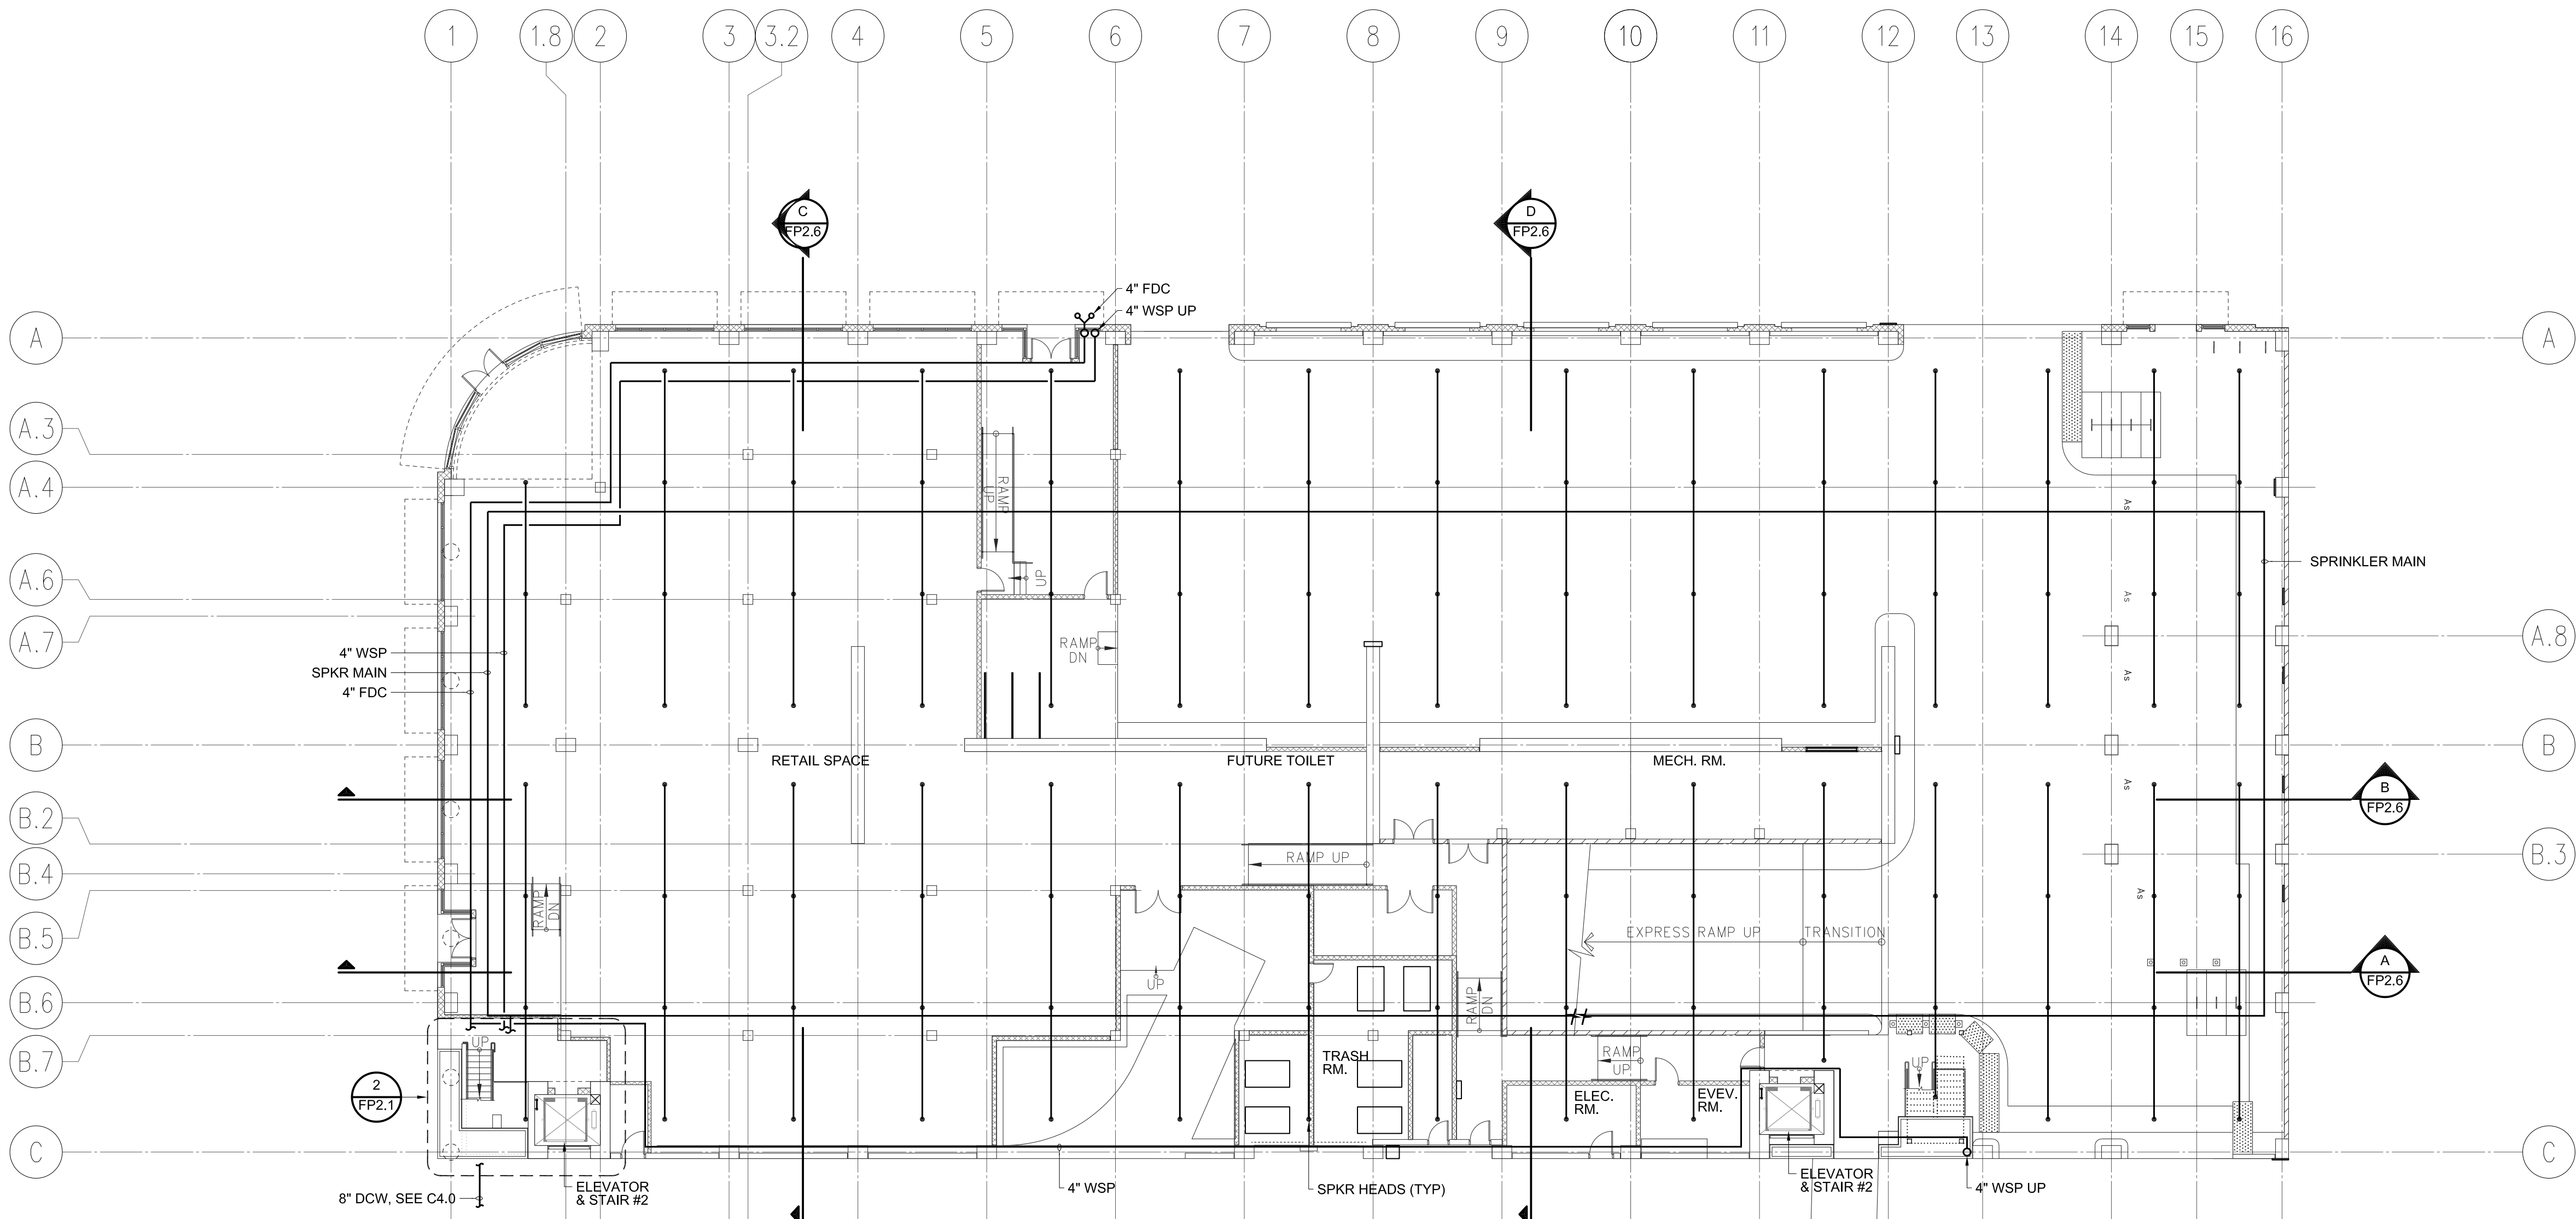 1
1.8
2
3
3.2
4
5
6
7
8
9
10
11
12
13
14
15
16
C
FP2.6
D
FP2.6
4" FDC
4" WSP UP
A
A
A.3
A.4
RAMP
UP
As
SPRINKLER MAIN
A.6
UP
As
A.7
A.8
RAMP
DN
4" WSP
SPKR MAIN
4" FDC
As
B
RETAIL SPACE
FUTURE TOILET
MECH. RM.
B
As
B
FP2.6
B.2
RAMP UP
B.3
B.4
RAMP
DN
As
B.5
EXPRESS RAMP UP
TRANSITION
A
FP2.6
UP
B.6
RAMP
DN
B.7
UP
TRASH
RM.
RAMP
UP
UP
2
FP2.1
ELEC.
RM.
EVEV.
RM.
C
C
8" DCW, SEE C4.0
ELEVATOR
& STAIR #2
4" WSP
SPKR HEADS (TYP)
ELEVATOR
& STAIR #2
4" WSP UP